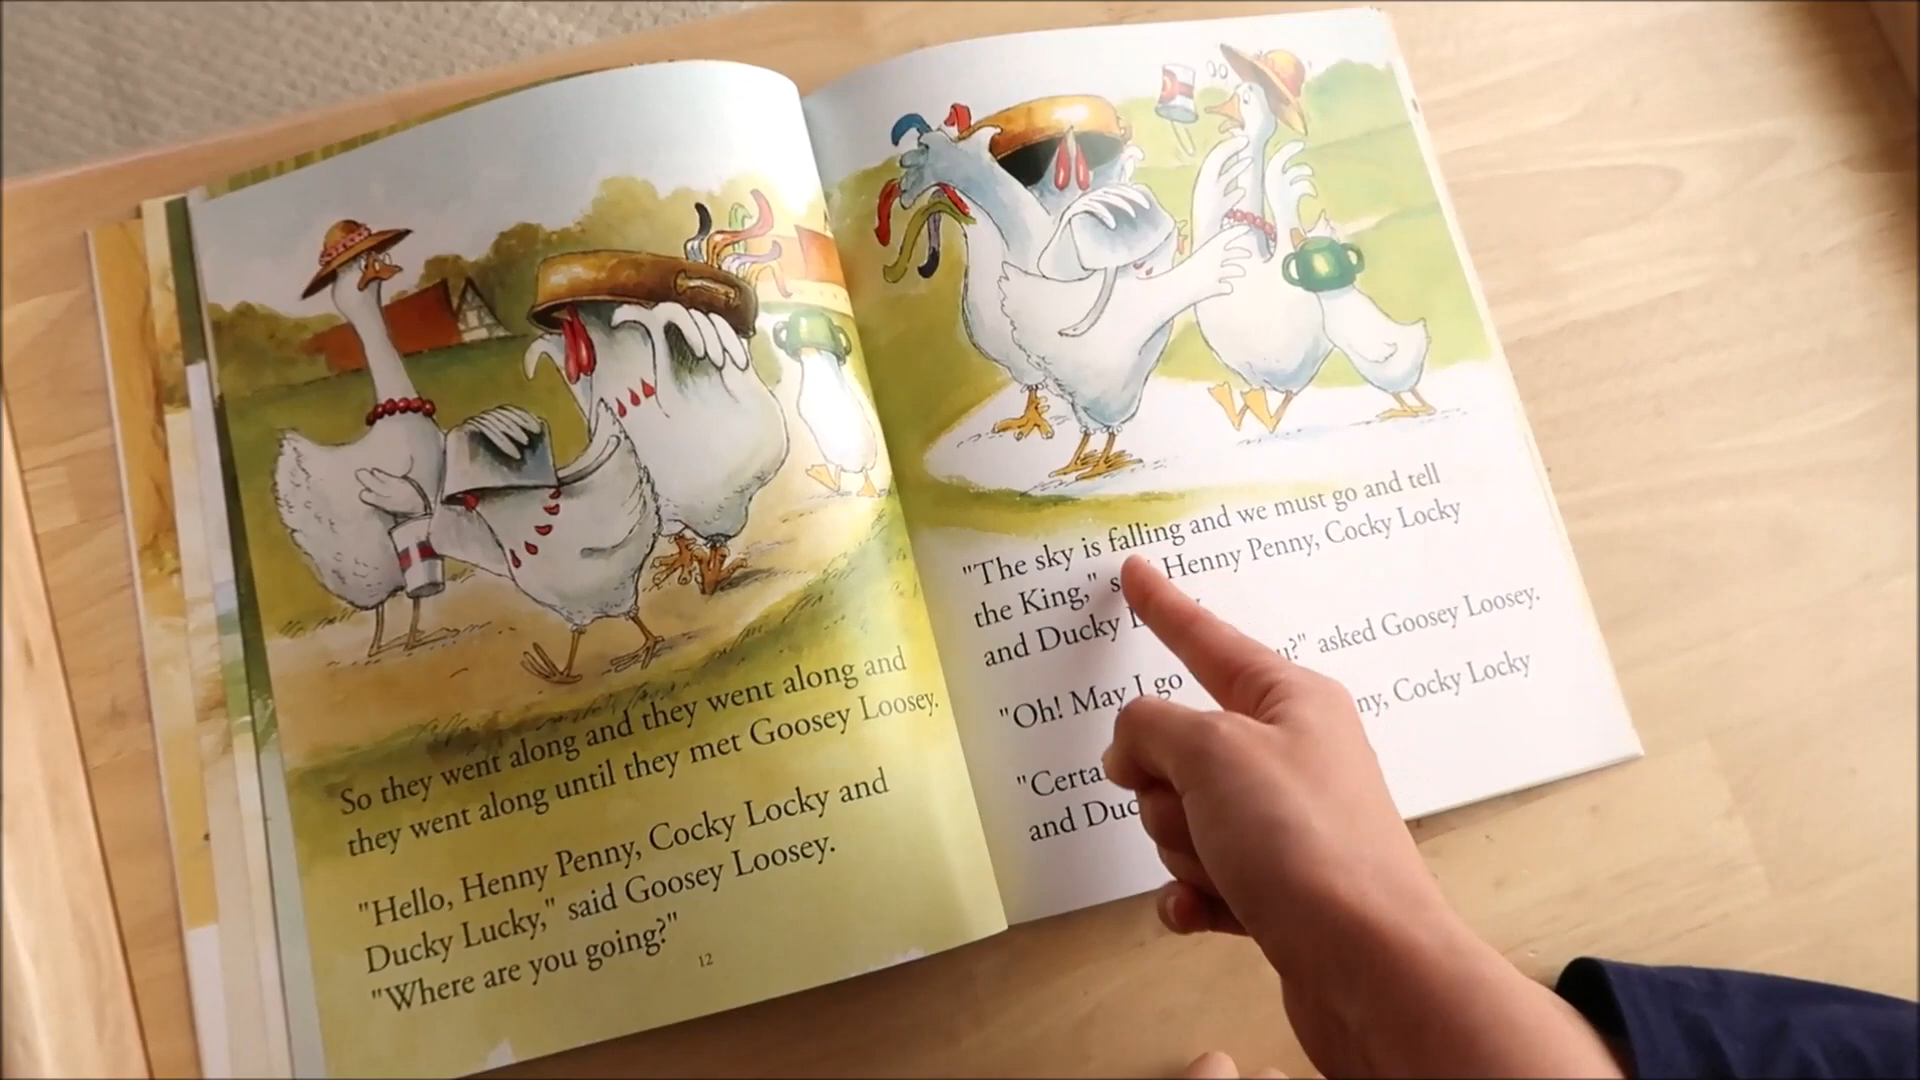 So they went along and they went along and
they went along until they met Goosey Loosey.
"Hello, Henny Penny, Cocky Locky and
Ducky Lucky," said Goosey Loosey.
"Where are you going?"
12
"The sky is falling and we must go and tell
the King," Henny Penny, Cocky Locky
and Ducky
"Oh! May I go asked Goosey Loosey.
Cocky Locky
and